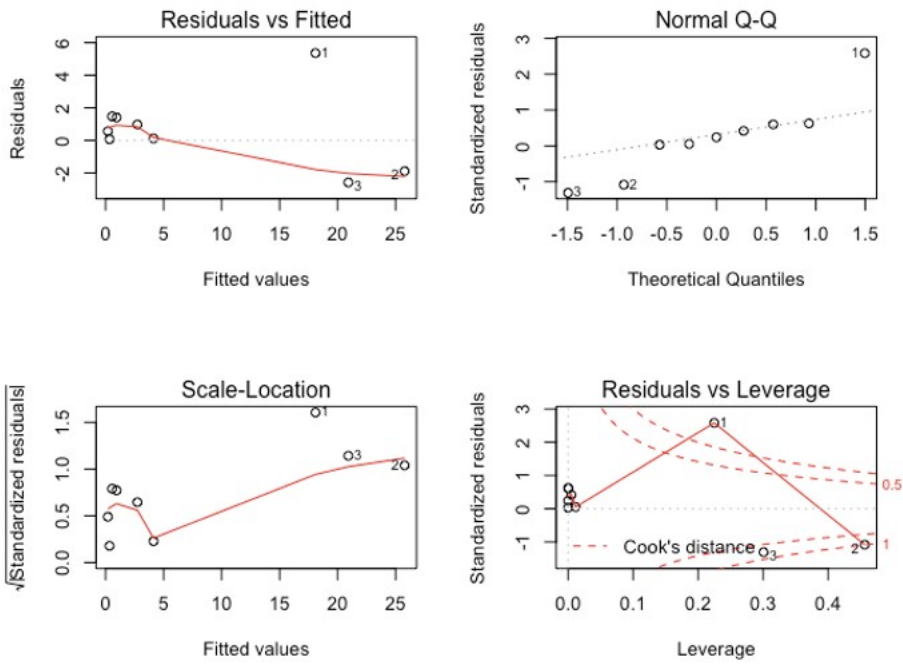 Residuals vs Fitted
Residuals
6
4
2
0
-2
1
3
2
0 5 10 15 20 25
Fitted values
Normal Q-Q
Standardized residuals
3
2
1
0
-1
1
2
3
-1.5 -1.0 -0.5 0.0 0.5 1.0 1.5
Theoretical Quantiles
Scale-Location
√|Standardized residuals|
1.5
1.0
0.5
0.0
1
3
2
0 5 10 15 20 25
Fitted values
Residuals vs Leverage
Standardized residuals
3
2
1
0
-1
1
0.5
Cook's distance
3
2
1
0.0 0.1 0.2 0.3 0.4
Leverage